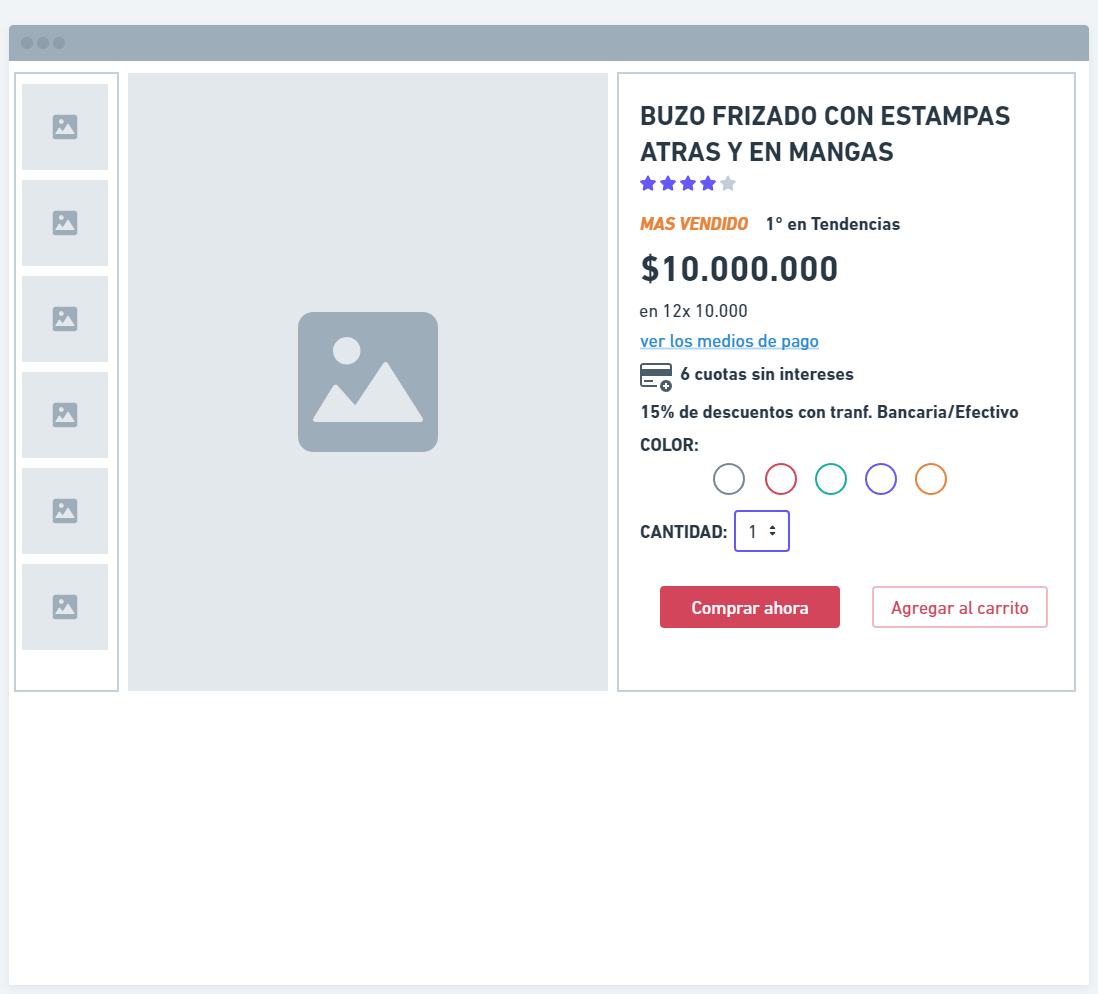 BUZO FRIZADO CON ESTAMPAS
ATRAS Y EN MANGAS
MAS VENDIDO 1° en Tendencias
$10.000.000
en 12x 10.000
ver los medios de pago
6 cuotas sin intereses
15% de descuentos con tranf. Bancaria/Efectivo
COLOR:
CANTIDAD: 1
Comprar ahora Agregar al carrito